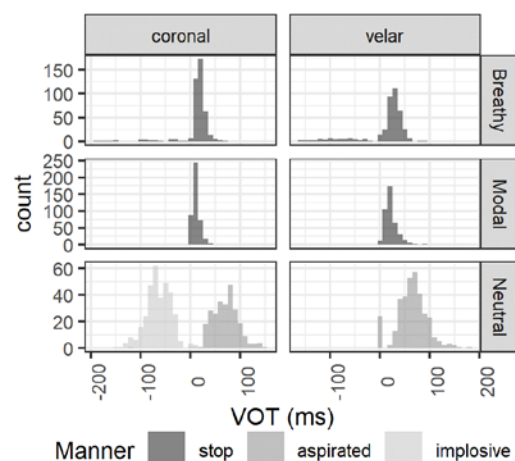 coronal velar
150
100
50
0
Breathy
250
200
150
100
50
0
Modal
60
40
20
0
Neutral
count
-200 -100 0 100 -100 0 100 200
VOT (ms)
Manner stop aspirated implosive